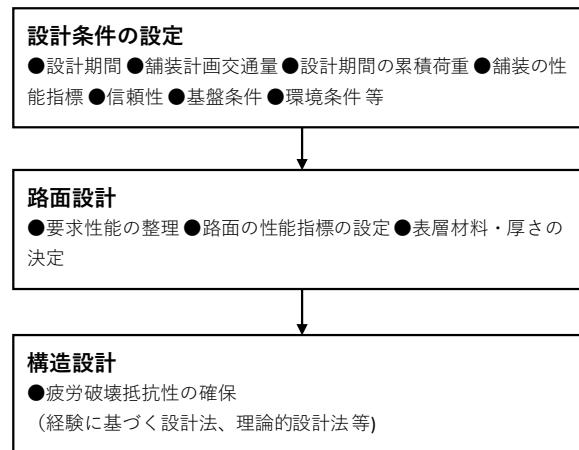 設計条件の設定
●設計期間 ●舗装計画交通量 ●設計期間の累積荷重 ●舗装の性
能指標 ●信頼性 ●基盤条件 ●環境条件 等
路面設計
●要求性能の整理 ●路面の性能指標の設定 ●表層材料・厚さの
決定
構造設計
●疲労破壊抵抗性の確保
（経験に基づく設計法、理論的設計法 等)